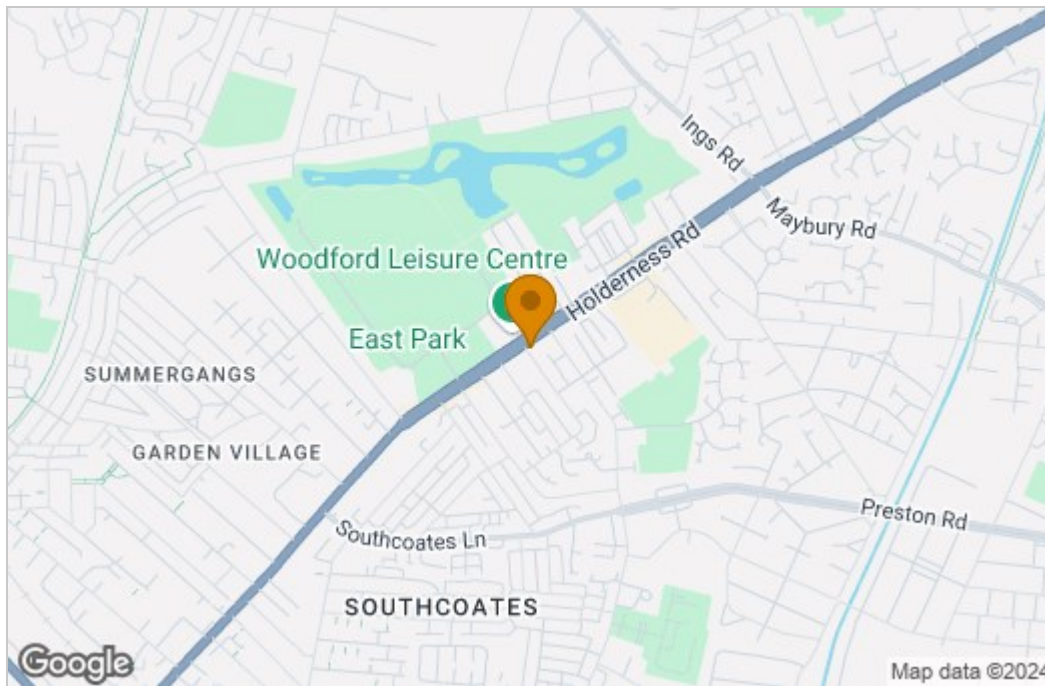 Ings Rd
Maybury Rd
Woodford Leisure Centre
Holderness Rd
East Park
SUMMERGANGS
GARDEN VILLAGE
Preston Rd
Southcoates Ln
SOUTHCOATES
Google
Map data ©2024